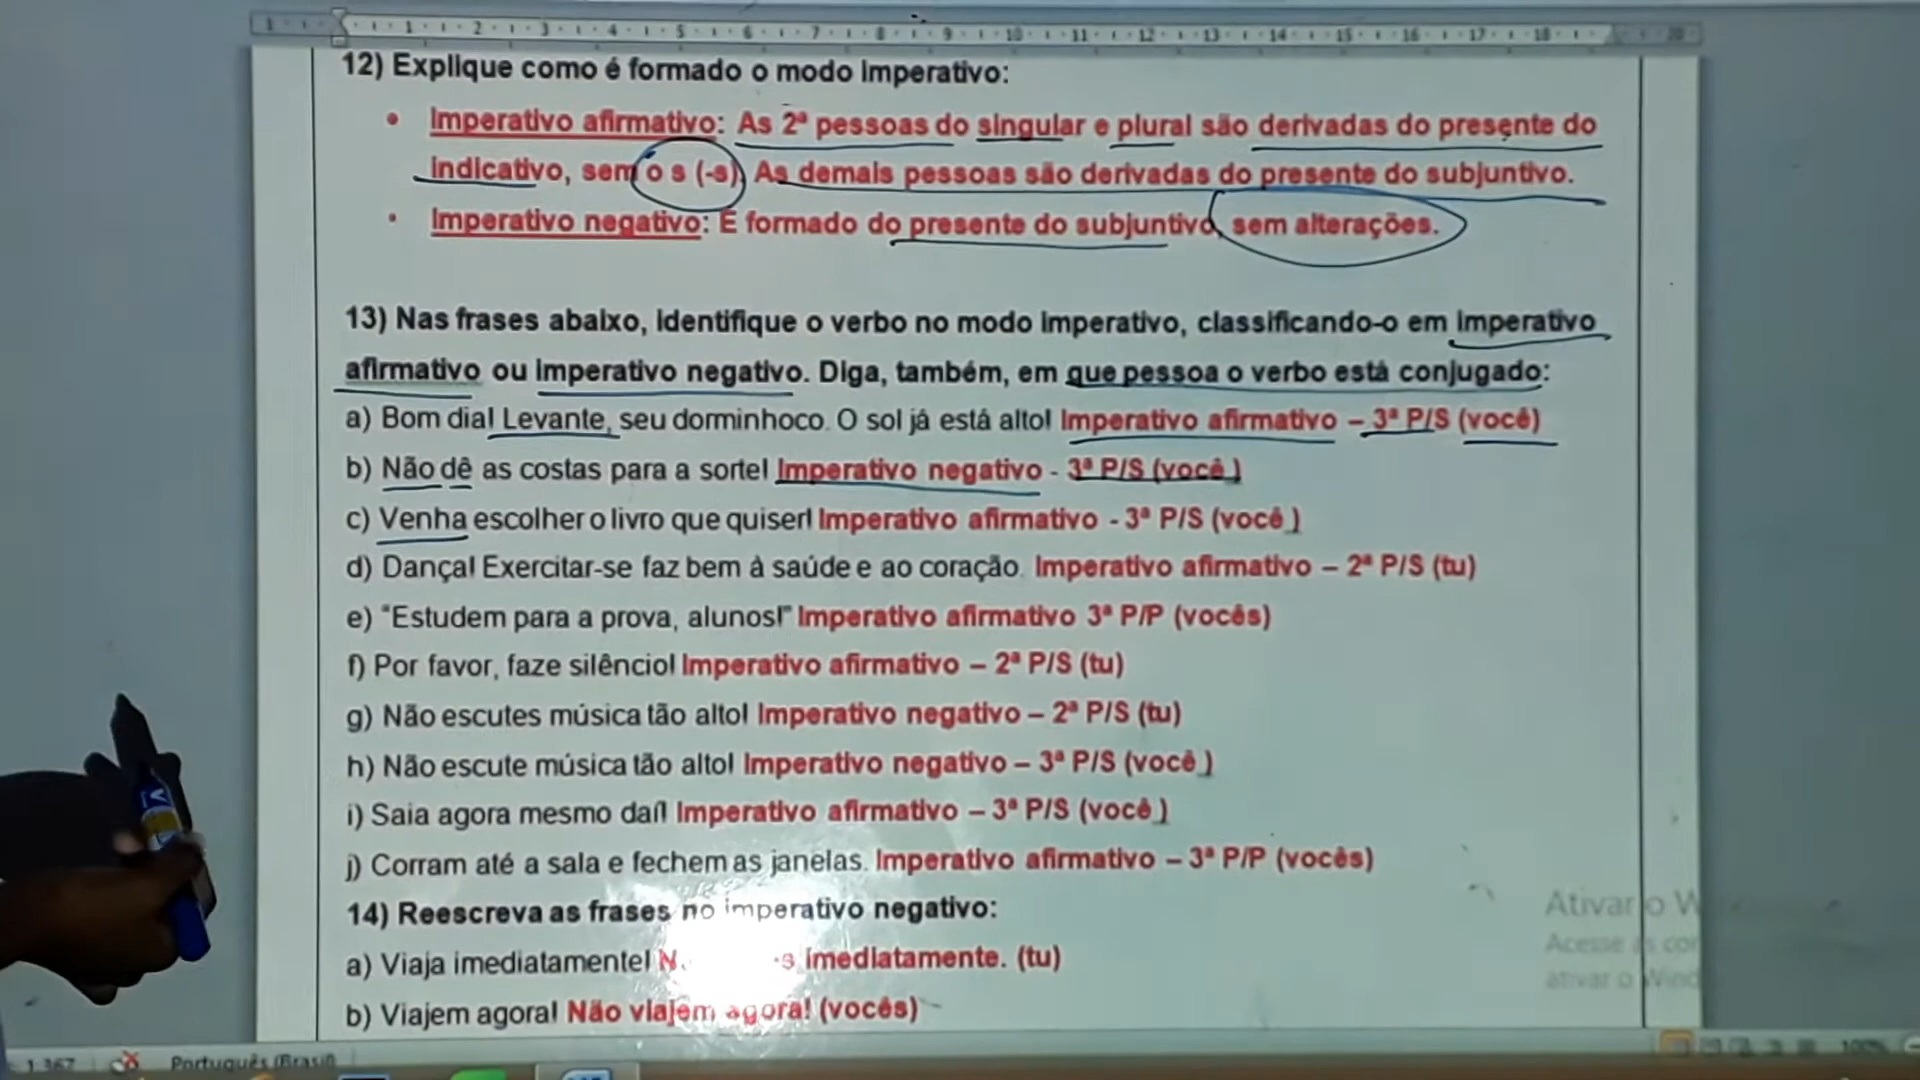 12) Explique como é formado o modo imperativo:
• Imperativo afirmativo: As 2ª pessoas do singular e plural são derivadas do presente do
indicativo, sem o s (-s). As demais pessoas são derivadas do presente do subjuntivo.
• Imperativo negativo: É formado do presente do subjuntivo, sem alterações.
13) Nas frases abaixo, identifique o verbo no modo imperativo, classificando-o em imperativo
afirmativo ou imperativo negativo. Diga, também, em que pessoa o verbo está conjugado:
a) Bom dia! Levante, seu dorminhoco. O sol já está alto! Imperativo afirmativo – 3ª P/S (você)
b) Não dê as costas para a sorte! Imperativo negativo - 3ª P/S (você )
c) Venha escolher o livro que quiser! Imperativo afirmativo - 3ª P/S (você )
d) Dança! Exercitar-se faz bem à saúde e ao coração. Imperativo afirmativo – 2ª P/S (tu)
e) "Estudem para a prova, alunos!" Imperativo afirmativo 3ª P/P (vocês)
f) Por favor, faze silêncio! Imperativo afirmativo – 2ª P/S (tu)
g) Não escutes música tão alto! Imperativo negativo – 2ª P/S (tu)
h) Não escute música tão alto! Imperativo negativo – 3ª P/S (você )
i) Saia agora mesmo daí! Imperativo afirmativo – 3ª P/S (você )
j) Corram até a sala e fechem as janelas. Imperativo afirmativo – 3ª P/P (vocês)
14) Reescreva as frases no imperativo negativo:
a) Viaja imediatamente! imediatamente. (tu)
b) Viajem agora! Não viajem agora! (vocês)
Ativar o
Acesse as
ativar o
Português (Brasil)
100%